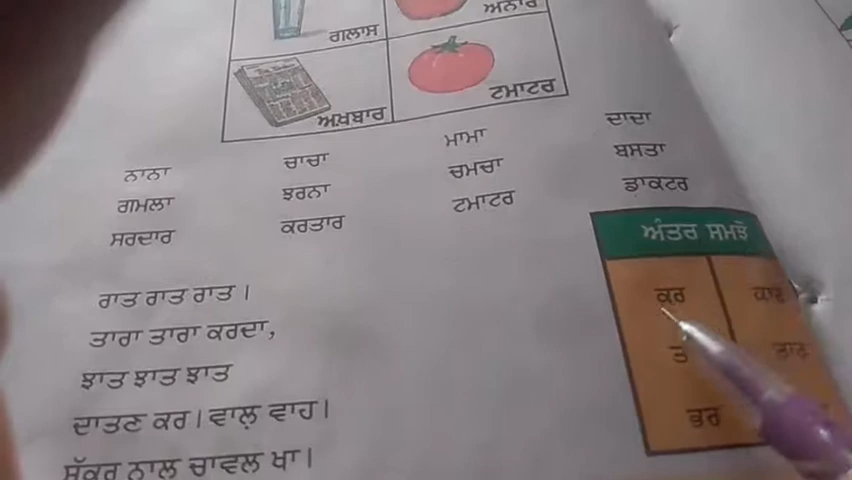 ਗਲਾਸ ਅਨਾਰ
ਅਖ਼ਬਾਰ ਟਮਾਟਰ
ਨਾਨਾ ਚਾਚਾ ਮਾਮਾ ਦਾਦਾ
ਗਮਲਾ ਝਰਨਾ ਚਮਚਾ ਬਸਤਾ
ਸਰਦਾਰ ਕਰਤਾਰ ਟਮਾਟਰ ਡਾਕਟਰ
ਅੰਤਰ ਸਮਝੋ
ਕਰ ਕਾਰ
ਭਰ
ਰਾਤ ਰਾਤ ਰਾਤ।
ਤਾਰਾ ਤਾਰਾ ਕਰਦਾ,
ਝਾਤ ਝਾਤ ਝਾਤ
ਦਾਤਣ ਕਰ। ਵਾਲ਼ ਵਾਹ।
ਸ਼ੱਕਰ ਨਾਲ਼ ਚਾਵਲ ਖਾ।